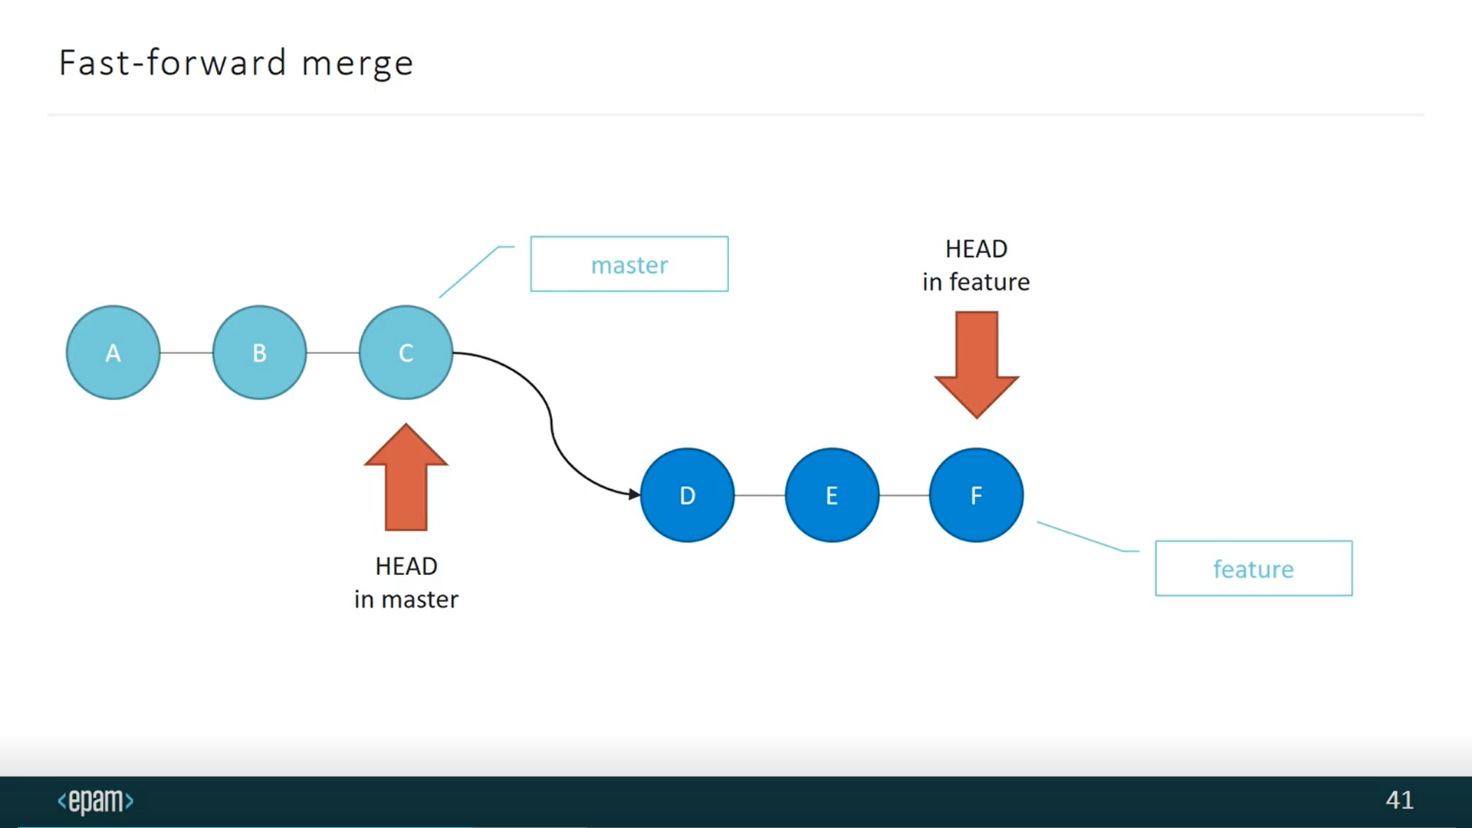 Fast-forward merge
master
HEAD
in feature
A
B
C
D
E
F
HEAD
in master
feature
<epam>
41